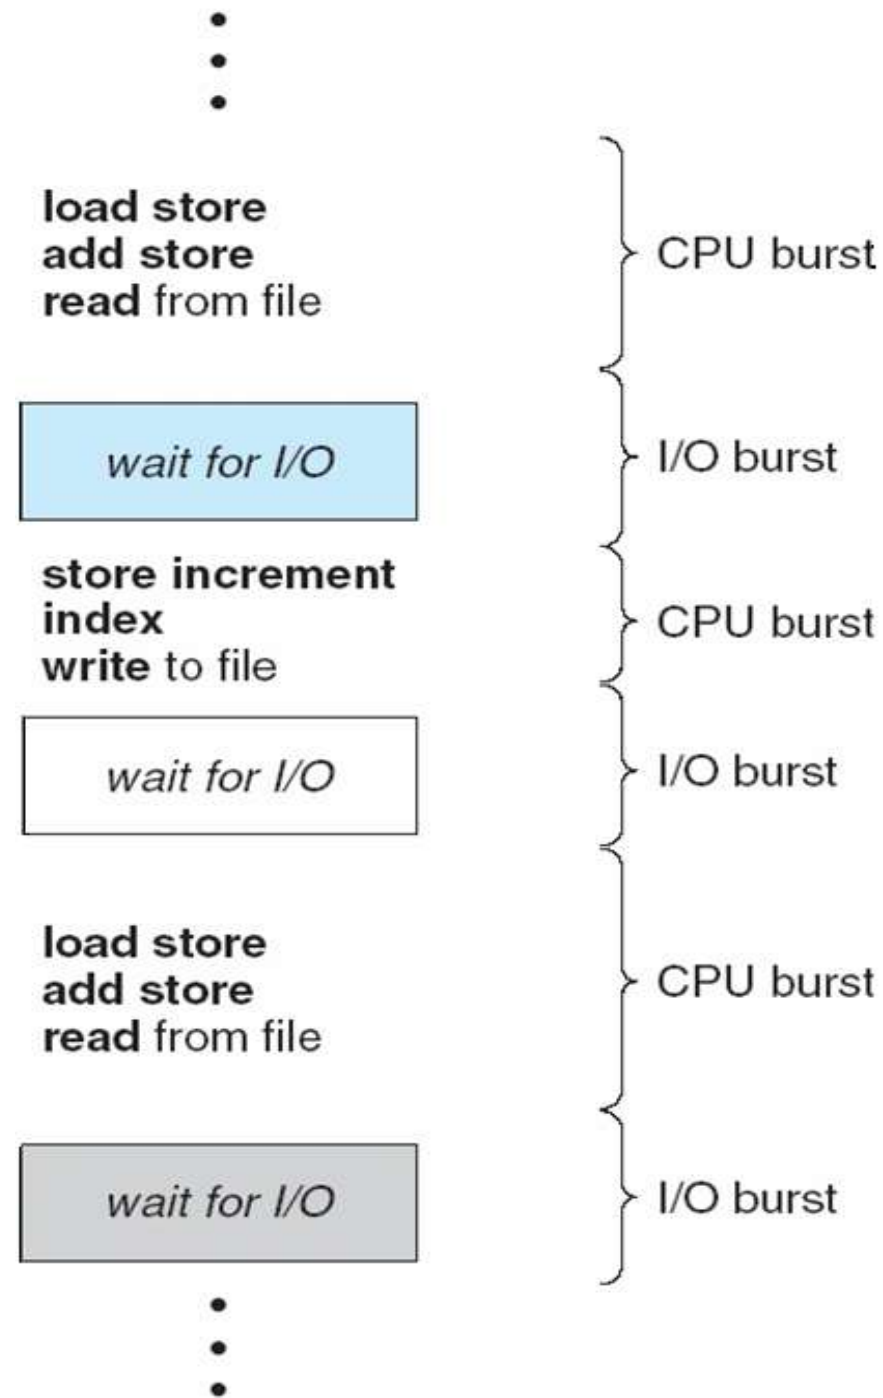 load store
add store
read from file
CPU burst
wait for I/O
I/O burst
store increment
index
write to file
CPU burst
wait for I/O
I/O burst
load store
add store
read from file
CPU burst
wait for I/O
I/O burst